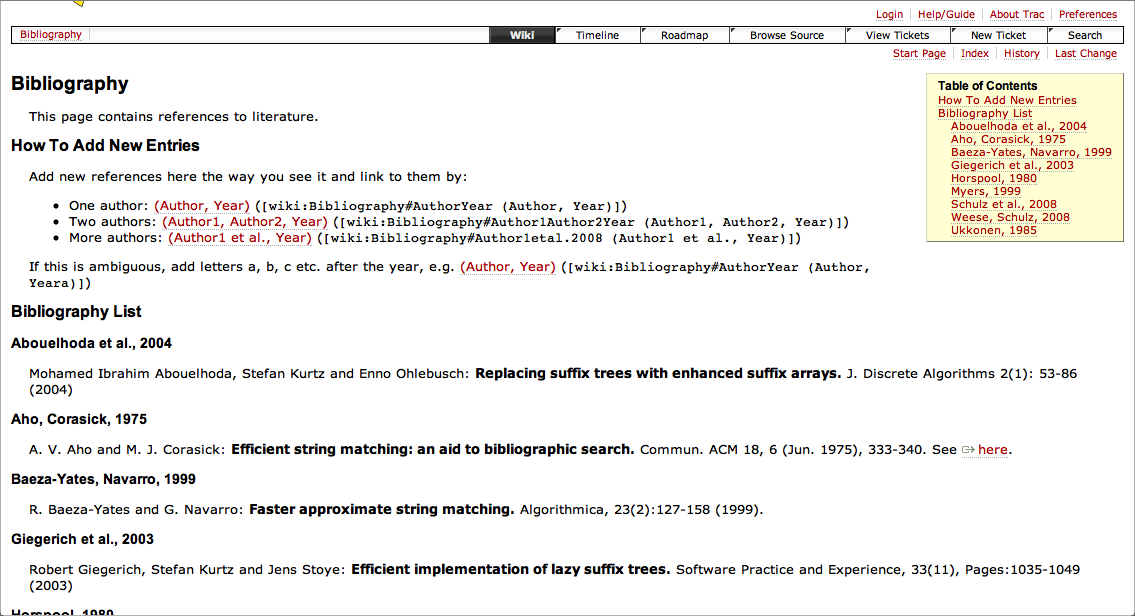 Login Help/Guide About Trac Preferences
Bibliography Wiki Timeline Roadmap Browse Source View Tickets New Ticket Search
Start Page Index History Last Change
Bibliography
This page contains references to literature.
How To Add New Entries
Add new references here the way you see it and link to them by:
• One author: (Author, Year) ([wiki:Bibliography#AuthorYear (Author, Year)])
• Two authors: (Author1, Author2, Year) ([wiki:Bibliography#Author1Author2Year (Author1, Author2, Year)])
• More authors: (Author1 et al., Year) ([wiki:Bibliography#Author1etal.2008 (Author1 et al., Year)])
If this is ambiguous, add letters a, b, c etc. after the year, e.g. (Author, Year) ([wiki:Bibliography#AuthorYear (Author,
Yeara)])
Table of Contents
How To Add New Entries
Bibliography List
Abouelhoda et al., 2004
Aho, Corasick, 1975
Baeza-Yates, Navarro, 1999
Giegerich et al., 2003
Horspool, 1980
Myers, 1999
Schulz et al., 2008
Weese, Schulz, 2008
Ukkonen, 1985
Bibliography List
Abouelhoda et al., 2004
Mohamed Ibrahim Abouelhoda, Stefan Kurtz and Enno Ohlebusch: Replacing suffix trees with enhanced suffix arrays. J. Discrete Algorithms 2(1): 53-86
(2004)
Aho, Corasick, 1975
A. V. Aho and M. J. Corasick: Efficient string matching: an aid to bibliographic search. Commun. ACM 18, 6 (Jun. 1975), 333-340. See here.
Baeza-Yates, Navarro, 1999
R. Baeza-Yates and G. Navarro: Faster approximate string matching. Algorithmica, 23(2):127-158 (1999).
Giegerich et al., 2003
Robert Giegerich, Stefan Kurtz and Jens Stoye: Efficient implementation of lazy suffix trees. Software Practice and Experience, 33(11), Pages:1035-1049
(2003)
Horspool, 1980